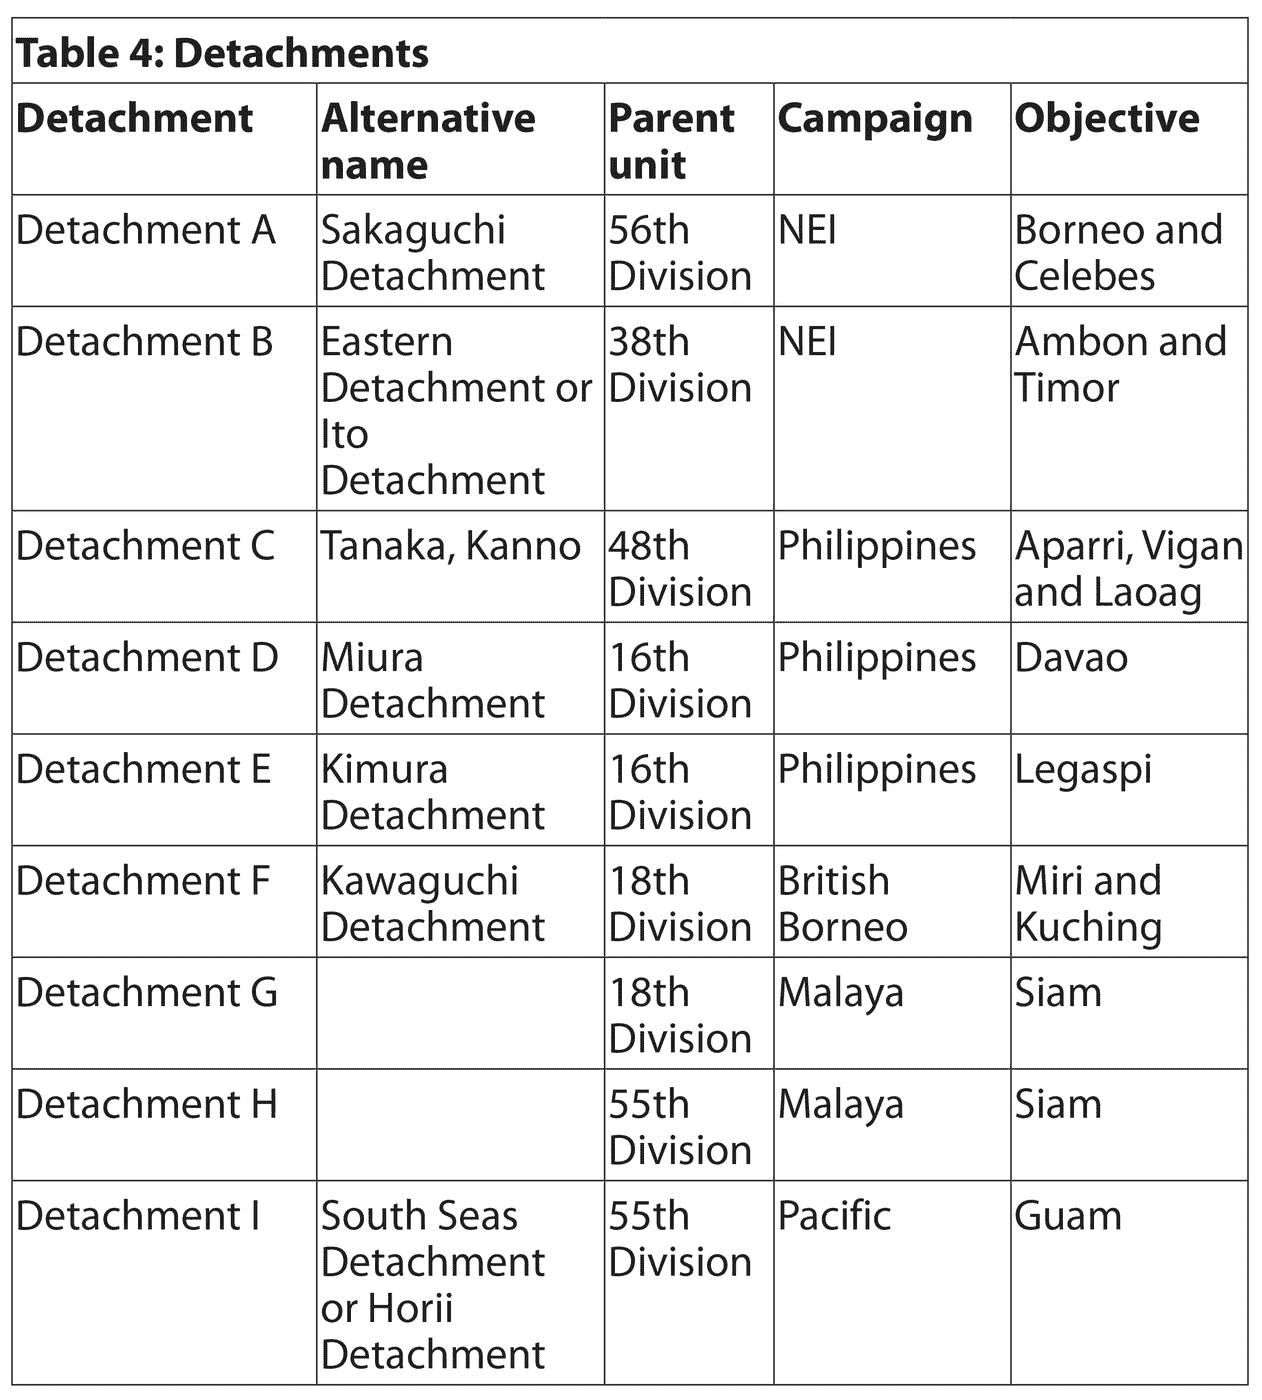 Table 4: Detachments
Detachment Alternative Parent Campaign Objective
name unit
Detachment A Sakaguchi 56th NEI Borneo and
Detachment Division Celebes
Detachment B Eastern 38th NEI Ambon and
Detachment or Division Timor
Ito
Detachment
Detachment C Tanaka, Kanno 48th Philippines Aparri, Vigan
Division and Laoag
Detachment D Miura 16th Philippines Davao
Detachment Division
Detachment E Kimura 16th Philippines Legaspi
Detachment Division
Detachment F Kawaguchi 18th British Miri and
Detachment Division Borneo Kuching
Detachment G 18th Malaya Siam
Division
Detachment H 55th Malaya Siam
Division
Detachment I South Seas 55th Pacific Guam
Detachment Division
or Horii
Detachment